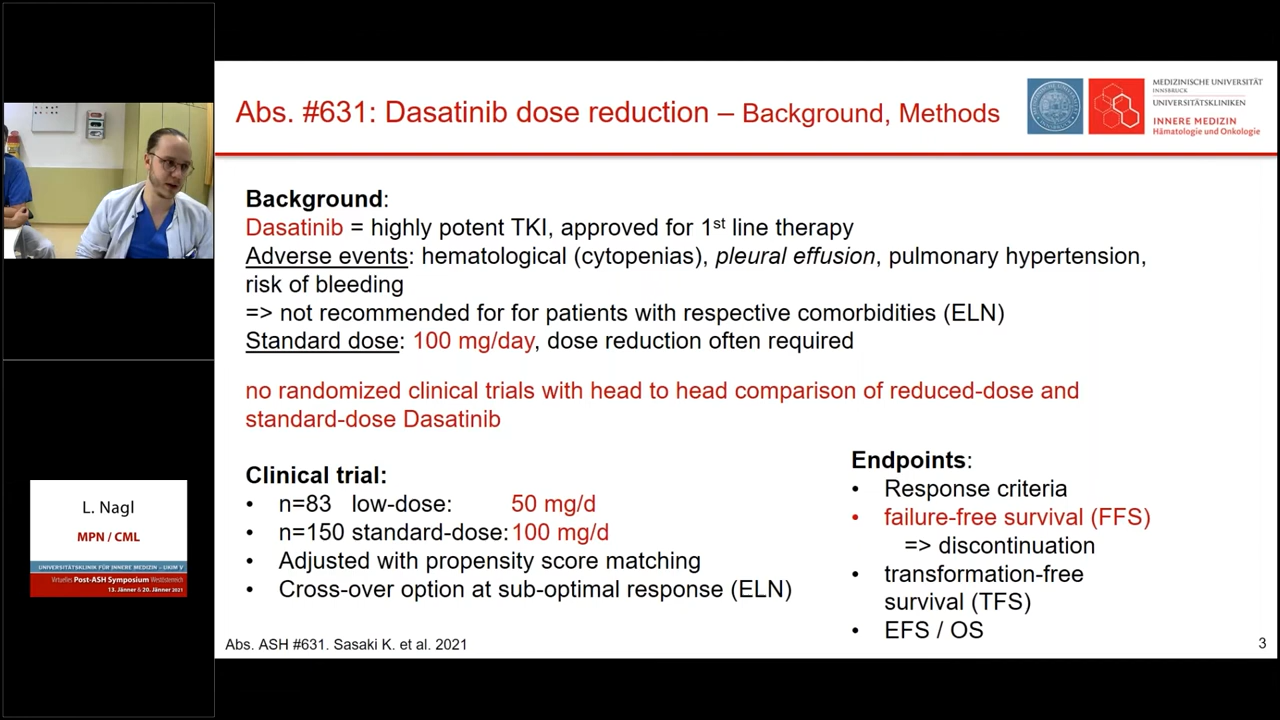 Abs. #631: Dasatinib dose reduction – Background, Methods
MEDIZINISCHE UNIVERSITÄT
INNSBRUCK
UNIVERSITÄTSKLINIKEN
INNERE MEDIZIN
Hämatologie und Onkologie
Background:
Dasatinib = highly potent TKI, approved for 1st line therapy
Adverse events: hematological (cytopenias), pleural effusion, pulmonary hypertension,
risk of bleeding
=> not recommended for for patients with respective comorbidities (ELN)
Standard dose: 100 mg/day, dose reduction often required
no randomized clinical trials with head to head comparison of reduced-dose and
standard-dose Dasatinib
Clinical trial:
• n=83 low-dose: 50 mg/d
• n=150 standard-dose: 100 mg/d
• Adjusted with propensity score matching
• Cross-over option at sub-optimal response (ELN)
Endpoints:
• Response criteria
• failure-free survival (FFS)
=> discontinuation
• transformation-free
survival (TFS)
• EFS / OS
Abs. ASH #631. Sasaki K. et al. 2021
3
L. Nagl
MPN / CML
UNIVERSITÄTSKLINIK FÜR INNERE MEDIZIN – UKIM V
Virtuelles Post-ASH Symposium Westösterreich
13. Jänner & 20. Jänner 2021